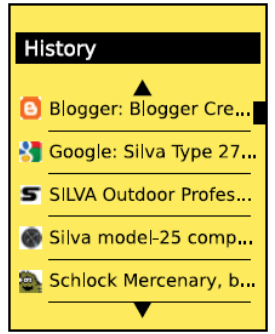 History
Blogger: Blogger Cre...
Google: Silva Type 27...
SILVA Outdoor Profes...
Silva model-25 comp...
Schlock Mercenary, b...